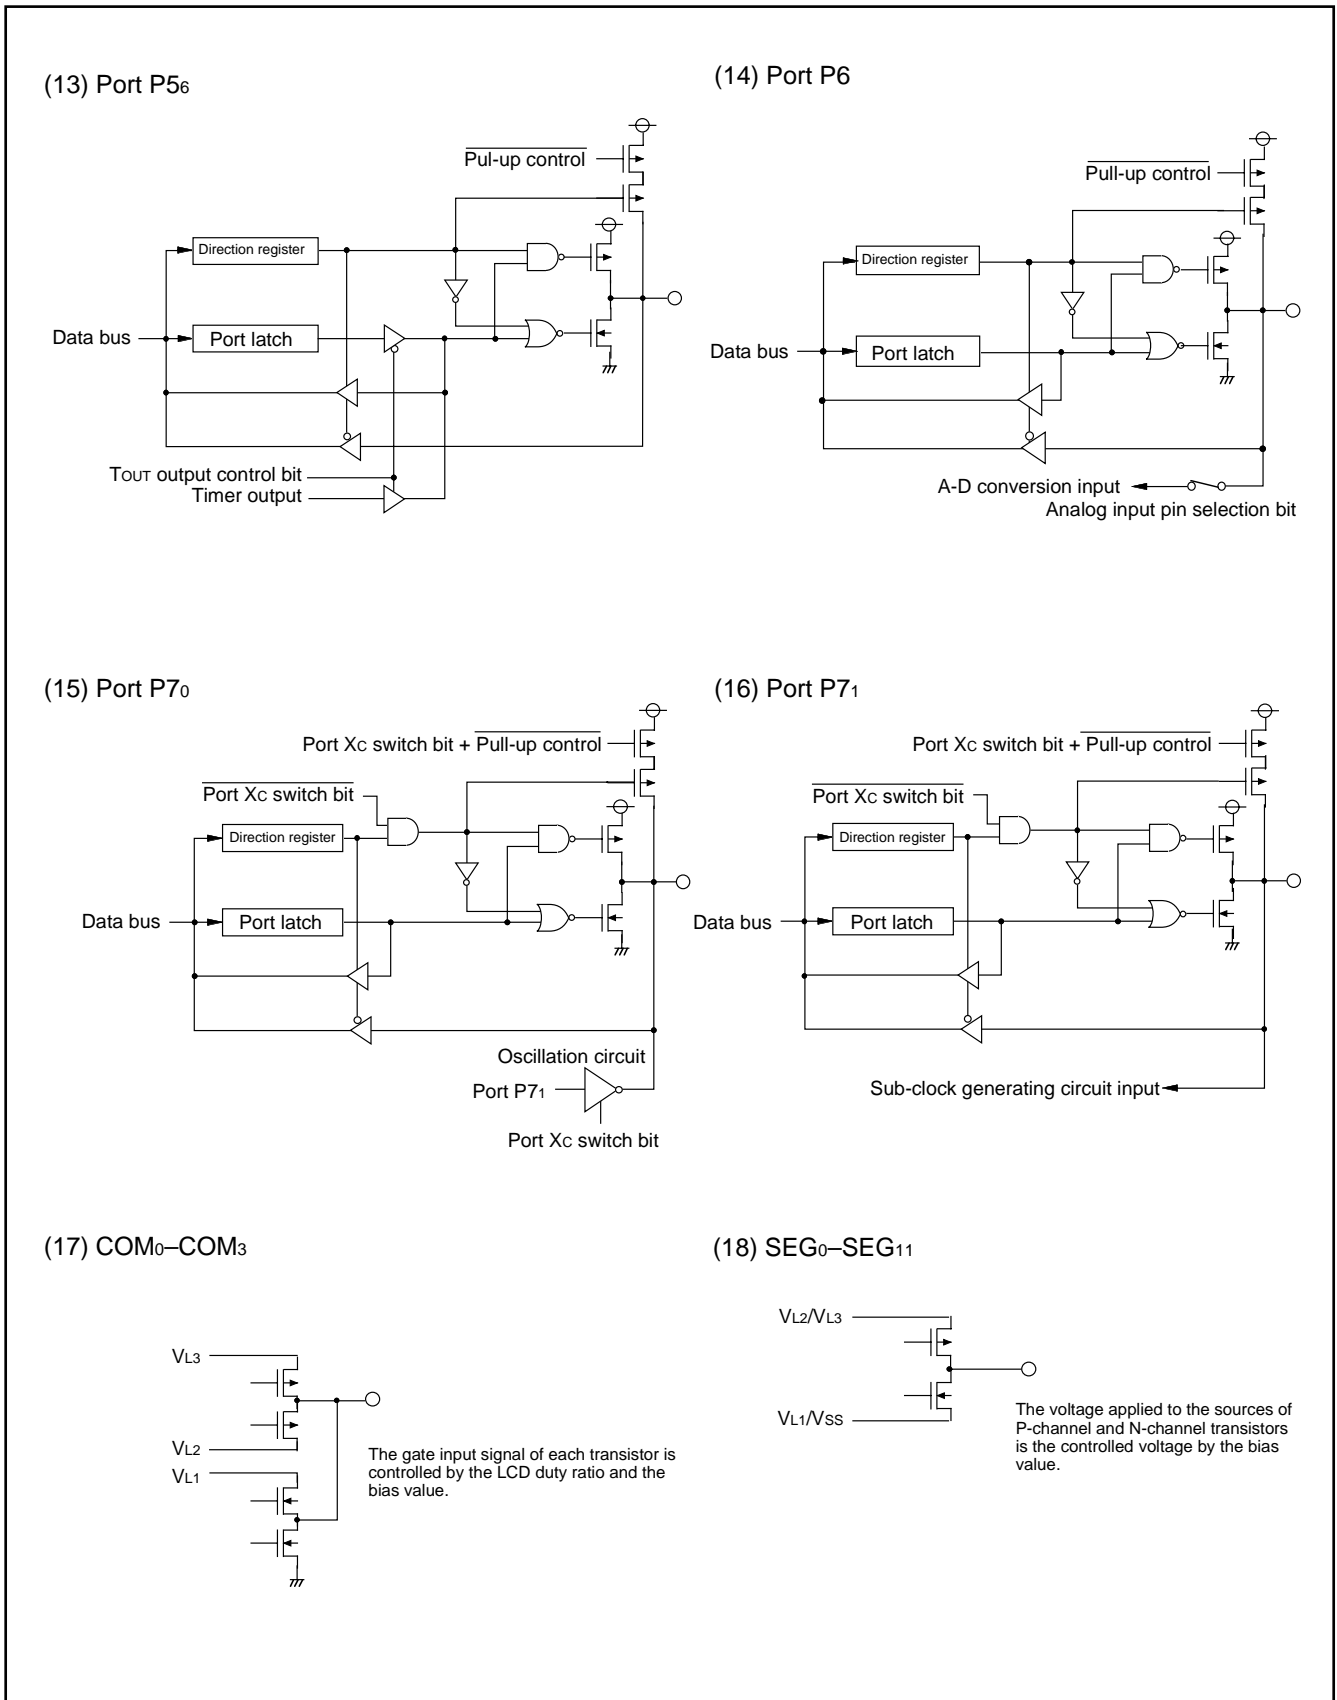 (13) Port P56
Pul-up control
Direction register
Data bus
Port latch
TOUT output control bit
Timer output
(14) Port P6
Pull-up control
Direction register
Data bus
Port latch
A-D conversion input
Analog input pin selection bit
(15) Port P70
Port XC switch bit + Pull-up control
Port XC switch bit
Direction register
Data bus
Port latch
Oscillation circuit
Port P71
Port XC switch bit
(16) Port P71
Port XC switch bit + Pull-up control
Port XC switch bit
Direction register
Data bus
Port latch
Sub-clock generating circuit input
(17) COM0–COM3
VL3
VL2
VL1
The gate input signal of each transistor is
controlled by the LCD duty ratio and the
bias value.
(18) SEG0–SEG11
VL2/VL3
VL1/VSS
The voltage applied to the sources of
P-channel and N-channel transistors
is the controlled voltage by the bias
value.